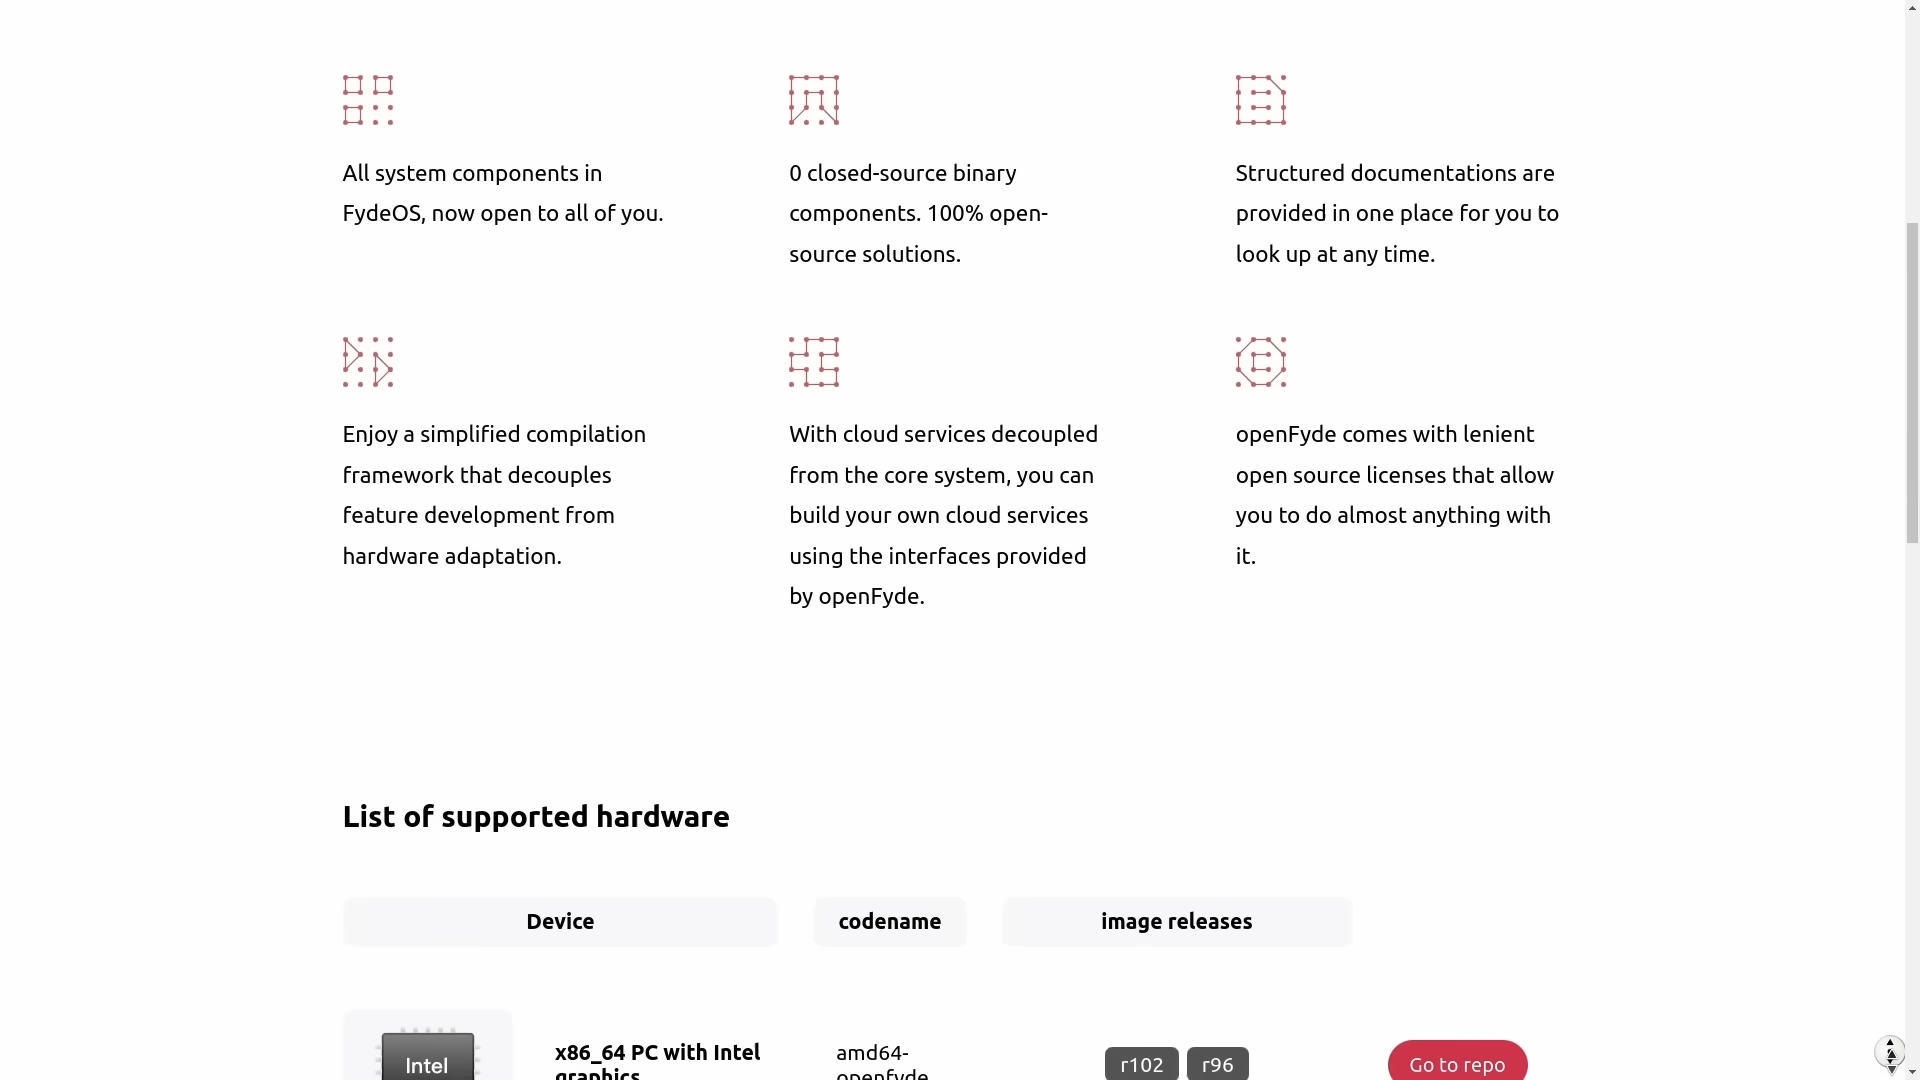 All system components in
FydeOS, now open to all of you.
0 closed-source binary
components. 100% open-
source solutions.
Structured documentations are
provided in one place for you to
look up at any time.
Enjoy a simplified compilation
framework that decouples
feature development from
hardware adaptation.
With cloud services decoupled
from the core system, you can
build your own cloud services
using the interfaces provided
by openFyde.
openFyde comes with lenient
open source licenses that allow
you to do almost anything with
it.
List of supported hardware
Device
codename
image releases
Intel
x86_64 PC with Intel
graphics
amd64-
openfyde
r102
r96
Go to repo